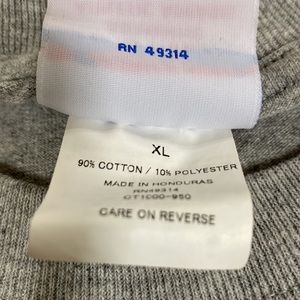 RN 49314
XL
90% COTTON / 10% POLYESTER
MADE IN HONDURAS
RN49314
CT1000-950
CARE ON REVERSE